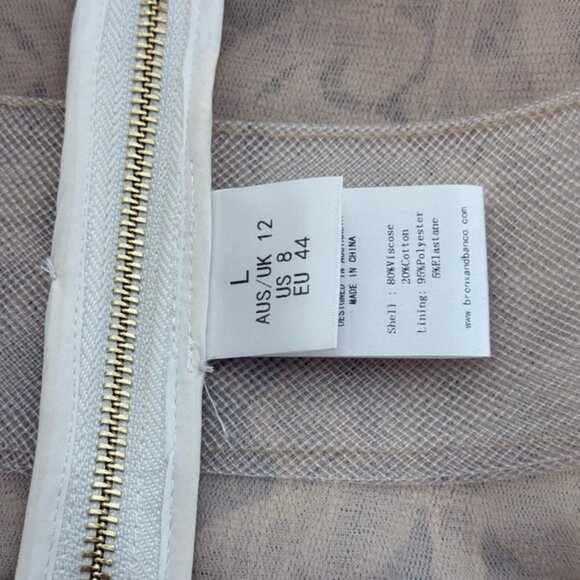 L
AUS/UK 12
US 8
EU 44
DESIGNED IN AUSTRALIA
MADE IN CHINA
Shell : 80%Viscose
20%Cotton
Lining: 95%Polyester
5%Elastane
www.bronxandbanco.com